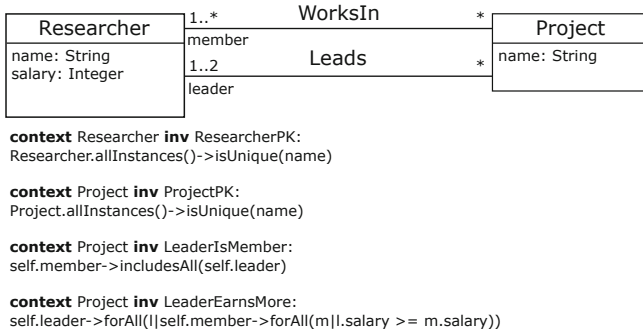 WorksIn
Researcher
1..*
*
Project
member
name: String
salary: Integer
1..2
Leads
*
name: String
leader
context Researcher inv ResearcherPK:
Researcher.allInstances()->isUnique(name)
context Project inv ProjectPK:
Project.allInstances()->isUnique(name)
context Project inv LeaderIsMember:
self.member->includesAll(self.leader)
context Project inv LeaderEarnsMore:
self.leader->forAll(l|self.member->forAll(m|l.salary >= m.salary))